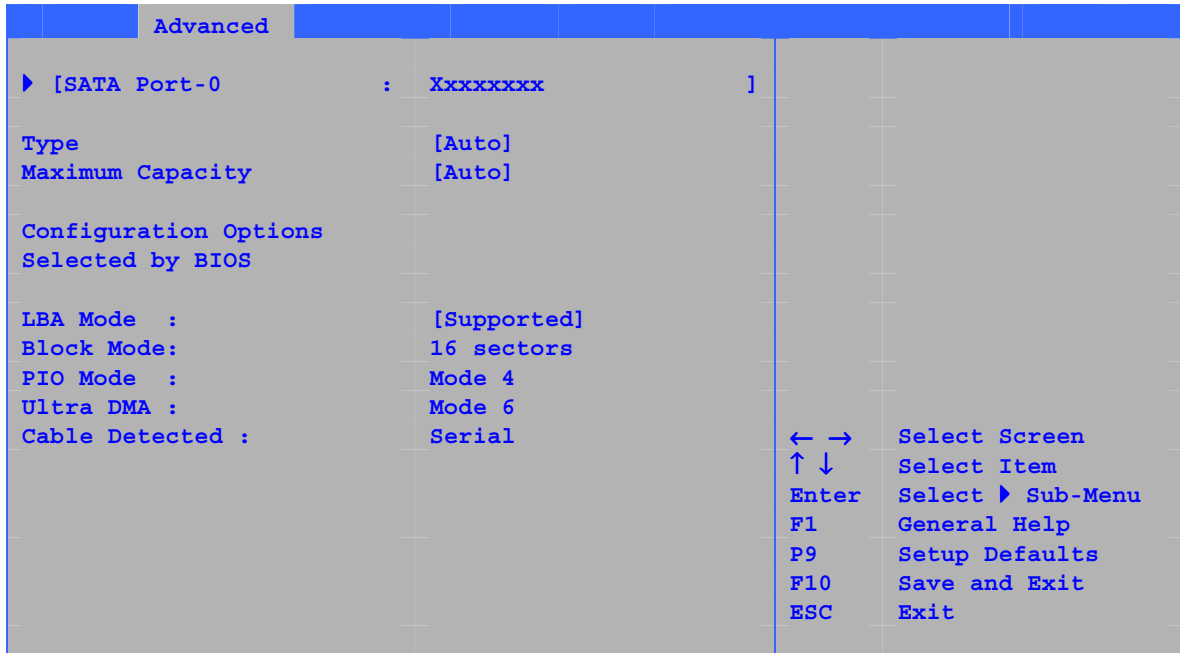 Advanced
[SATA Port-0 : Xxxxxxxx ]
Type [Auto]
Maximum Capacity [Auto]
Configuration Options
Selected by BIOS
LBA Mode : [Supported]
Block Mode: 16 sectors
PIO Mode : Mode 4
Ultra DMA : Mode 6
Cable Detected : Serial
← → Select Screen
↑ ↓ Select Item
Enter Select Sub-Menu
F1 General Help
P9 Setup Defaults
F10 Save and Exit
ESC Exit